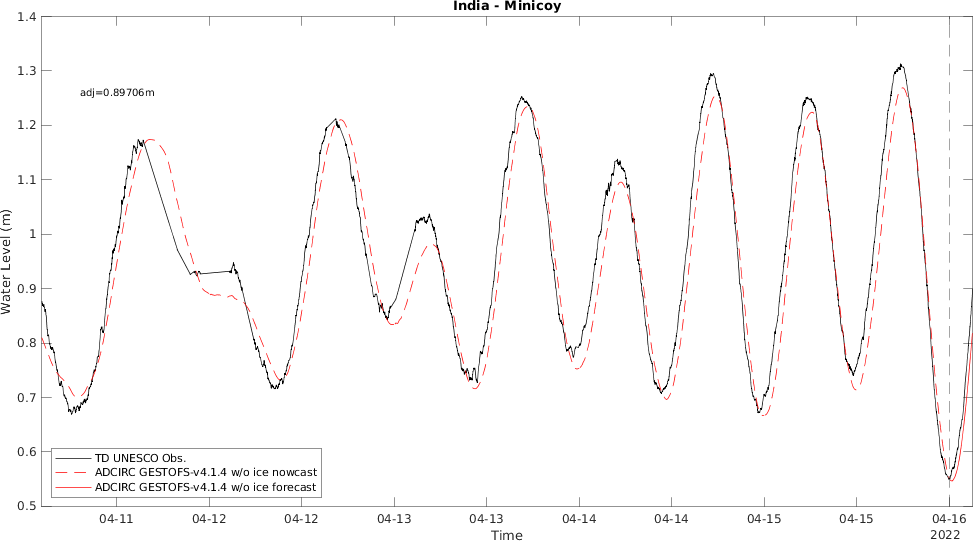 India - Minicoy
1.4
1.3
1.2
1.1
1
0.9
0.8
0.7
0.6
0.5
Water Level (m)
adj=0.89706m
TD UNESCO Obs.
ADCIRC GESTOFS-v4.1.4 w/o ice nowcast
ADCIRC GESTOFS-v4.1.4 w/o ice forecast
04-11 04-12 04-12 04-13 04-13 04-14 04-14 04-15 04-15 04-16
2022
Time